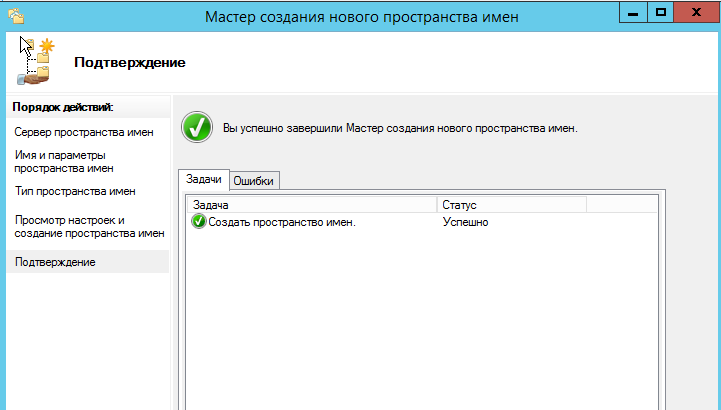 Мастер создания нового пространства имен
Подтверждение
Порядок действий:
Сервер пространства имен
Имя и параметры
пространства имен
Тип пространства имен
Просмотр настроек и
создание пространства имен
Подтверждение
Вы успешно завершили Мастер создания нового пространства имен.
Задачи
Ошибки
Задача
Статус
Создать пространство имен.
Успешно